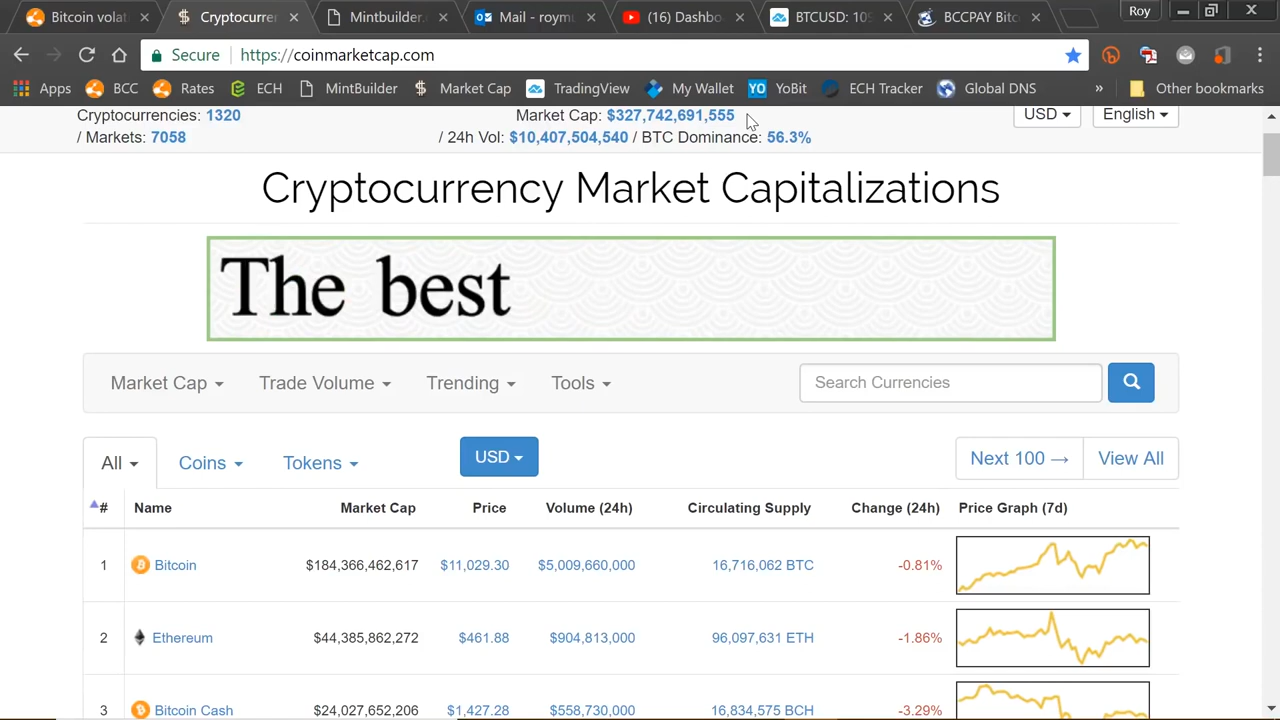 Bitcoin volat
Cryptocurre
Mintbuilder.c
Mail - roym
(16) Dashbo
BTCUSD: 109
BCCPAY Bitc
Roy
Secure
https://coinmarketcap.com
Apps
BCC
Rates
ECH
MintBuilder
Market Cap
TradingView
My Wallet
YO YoBit
ECH Tracker
Global DNS
»
Other bookmarks
Cryptocurrencies: 1320
/ Markets: 7058
Market Cap: $327,742,691,555
/ 24h Vol: $10,407,504,540 / BTC Dominance: 56.3%
USD
English
Cryptocurrency Market Capitalizations
The best
Market Cap
Trade Volume
Trending
Tools
Search Currencies
All
Coins
Tokens
USD
Next 100 →
View All
# Name Market Cap Price Volume (24h) Circulating Supply Change (24h) Price Graph (7d)
1 Bitcoin $184,366,462,617 $11,029.30 $5,009,660,000 16,716,062 BTC -0.81%
2 Ethereum $44,385,862,272 $461.88 $904,813,000 96,097,631 ETH -1.86%
3 Bitcoin Cash $24,027,652,206 $1,427.28 $558,730,000 16,834,575 BCH -3.29%